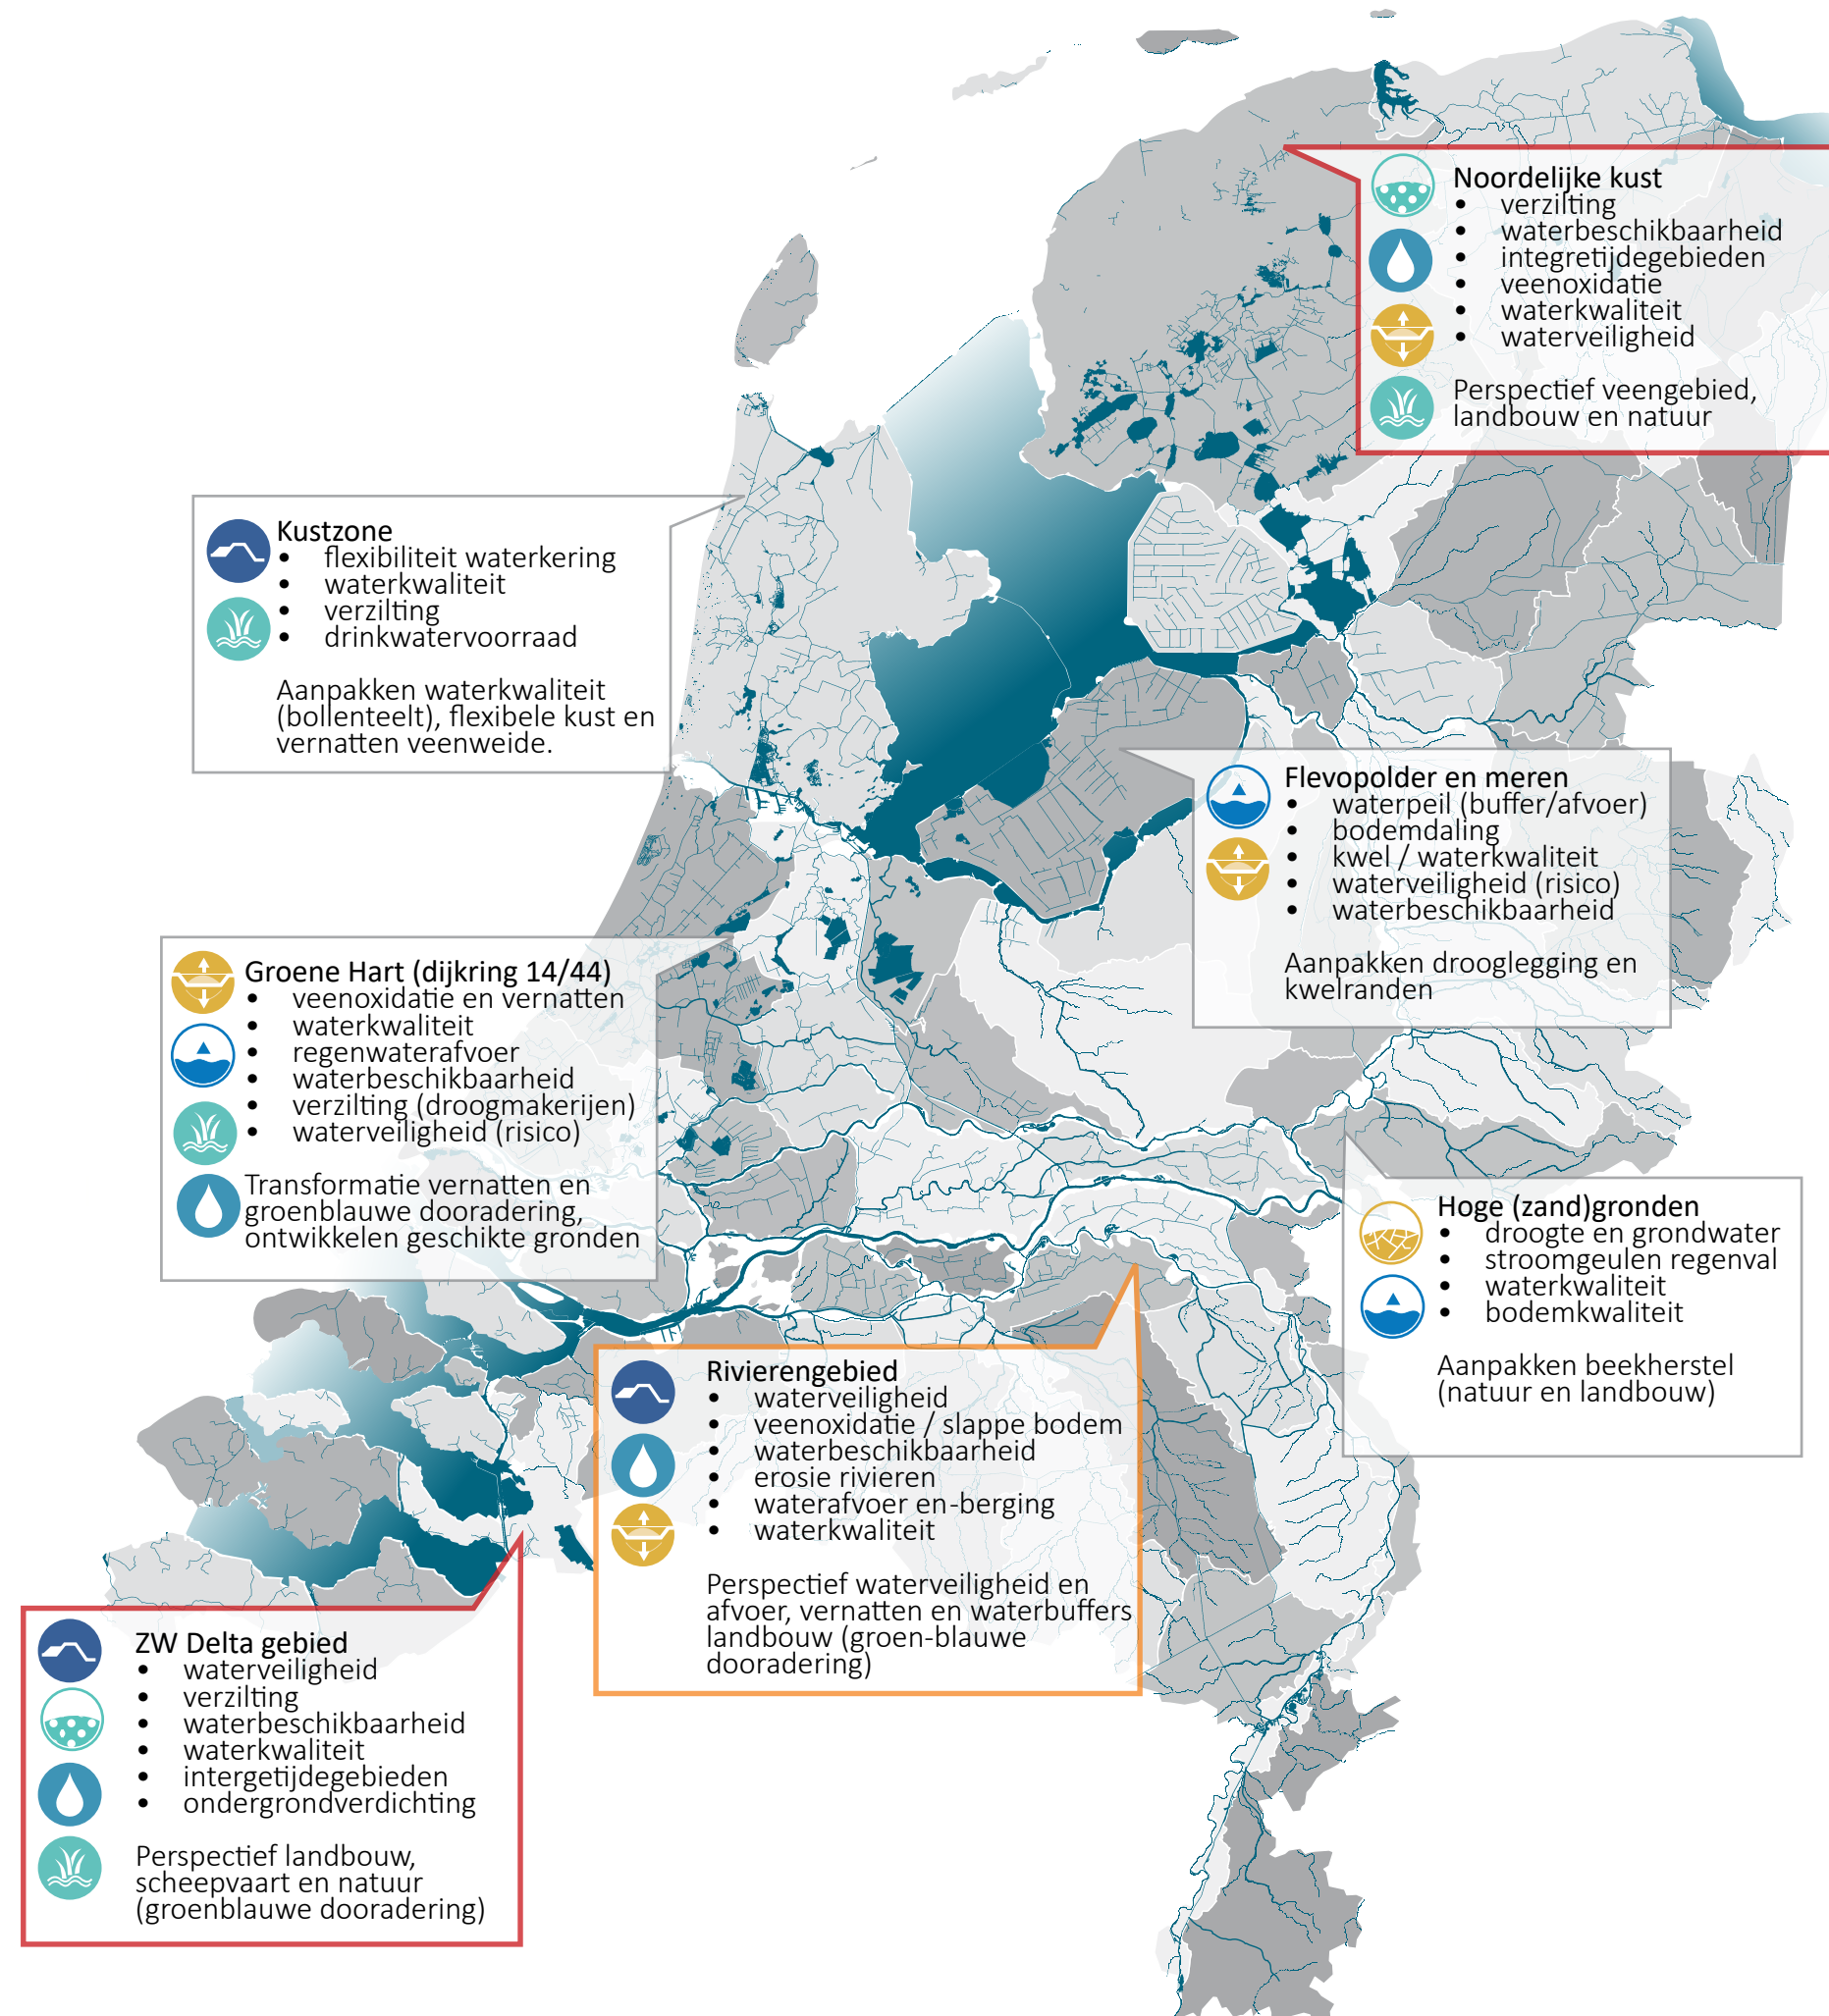 Noordelijke kust
• verzilting
• waterbeschikbaarheid
• integretijdegebieden
• veenoxidatie
• waterkwaliteit
• waterveiligheid
Perspectief veengebied,
landbouw en natuur
Kustzone
• flexibiliteit waterkering
• waterkwaliteit
• verzilting
• drinkwatervoorraad
Aanpakken waterkwaliteit
(bollenteelt), flexibele kust en
vernatten veenweide.
Flevopolder en meren
• waterpeil (buffer/afvoer)
• bodemdaling
• kwel / waterkwaliteit
• waterveiligheid (risico)
• waterbeschikbaarheid
Aanpakken drooglegging en
kwelranden
Groene Hart (dijkring 14/44)
• veenoxidatie en vernatten
• waterkwaliteit
• regenwaterafvoer
• waterbeschikbaarheid
• verzilting (droogmakerijen)
• waterveiligheid (risico)
Transformatie vernatten en
groenblauwe dooradering,
ontwikkelen geschikte gronden
Hoge (zand)gronden
• droogte en grondwater
• stroomgeulen regenval
• waterkwaliteit
• bodemkwaliteit
Aanpakken beekherstel
(natuur en landbouw)
Rivierengebied
• waterveiligheid
• veenoxidatie / slappe bodem
• waterbeschikbaarheid
• erosie rivieren
• waterafvoer en-berging
• waterkwaliteit
Perspectief waterveiligheid en
afvoer, vernatten en waterbuffers
landbouw (groen-blauwe
dooradering)
ZW Delta gebied
• waterveiligheid
• verzilting
• waterbeschikbaarheid
• waterkwaliteit
• intergetijdegebieden
• ondergrondverdichting
Perspectief landbouw,
scheepvaart en natuur
(groenblauwe dooradering)